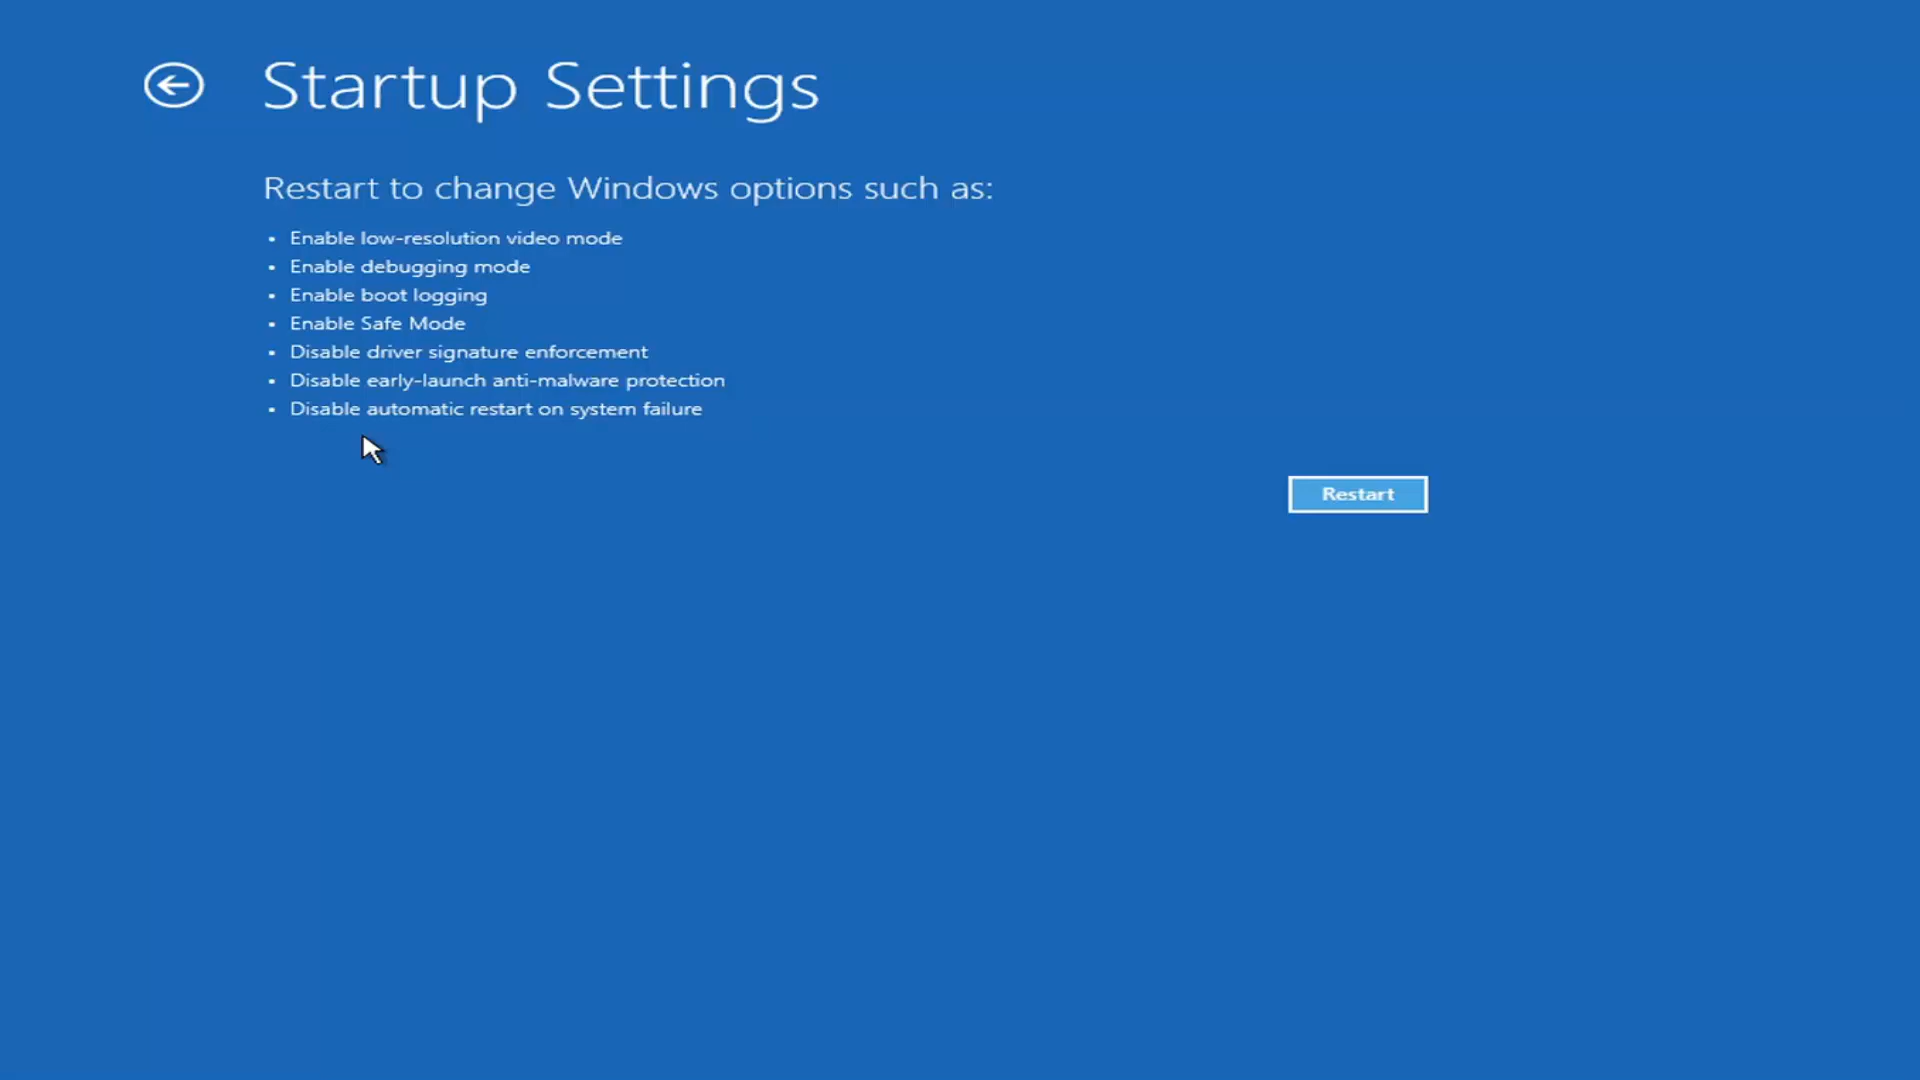 Startup Settings
Restart to change Windows options such as:
• Enable low-resolution video mode
• Enable debugging mode
• Enable boot logging
• Enable Safe Mode
• Disable driver signature enforcement
• Disable early-launch anti-malware protection
• Disable automatic restart on system failure
Restart